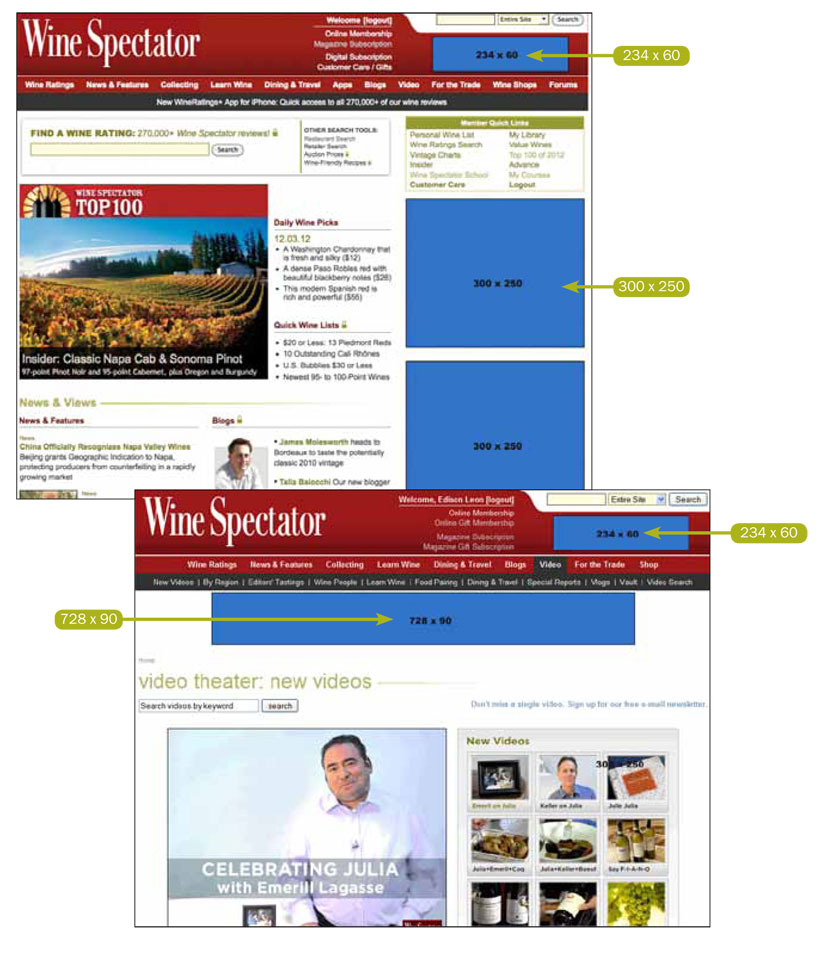 Wine Spectator
Welcome [logout]
Online Membership
Magazine Subscription
Digital Subscription
Customer Care / Gifts
Entire Site
Search
234 x 60
234 x 60
Wine Ratings News & Features Collecting Learn Wine Dining & Travel Apps Blogs Video For the Trade Wine Shops Forums
New WineRatings+ App for iPhone: Quick access to all 270,000+ of our wine reviews
FIND A WINE RATING: 270,000+ Wine Spectator reviews!
Search
OTHER SEARCH TOOLS:
Restaurant Search
Retailer Search
Auction Prices
Wine-Friendly Recipes
Member Quick Links
Personal Wine List My Library
Wine Ratings Search Value Wines
Vintage Charts Top 100 of 2012
Insider Advance
Wine Spectator School My Courses
Customer Care Logout
WINE SPECTATOR
TOP100
Insider: Classic Napa Cab & Sonoma Pinot
97-point Pinot Noir and 95-point Cabernet, plus Oregon and Burgundy
Daily Wine Picks
12.03.12
• A Washington Chardonnay that
is fresh and silky ($12)
• A dense Paso Robles red with
beautiful blackberry notes ($26)
• This modern Spanish red is
rich and powerful ($55)
Quick Wine Lists
• $20 or Less: 13 Piedmont Reds
• 10 Outstanding Cali Rhônes
• U.S. Bubblies $30 or Less
• Newest 95- to 100-Point Wines
300 x 250
300 x 250
300 x 250
News & Views
News & Features
News
China Officially Recognizes Napa Valley Wines
Beijing grants Geographic Indication to Napa,
protecting producers from counterfeiting in a rapidly
growing market
News
Blogs
• James Molesworth heads to
Bordeaux to taste the potentially
classic 2010 vintage
• Talia Baiocchi Our new blogger
Wine Spectator
Welcome, Edison Leon [logout]
Online Membership
Online Gift Membership
Magazine Subscription
Magazine Gift Subscription
Entire Site
Search
234 x 60
234 x 60
Wine Ratings News & Features Collecting Learn Wine Dining & Travel Blogs Video For the Trade Shop
New Videos | By Region | Editors' Tastings | Wine People | Learn Wine | Food Pairing | Dining & Travel | Special Reports | Vlogs | Vault | Video Search
728 x 90
728 x 90
Home
video theater: new videos
Search videos by keyword
search
Don't miss a single video. Sign up for our free e-mail newsletter.
CELEBRATING JULIA
with Emerill Lagasse
New Videos
300 x 250
Emeril on Julia Keller on Julia Julie Julia
Julia+Emeril+Coq Julia+Keller+Boeuf Soy F-I-A-N-O